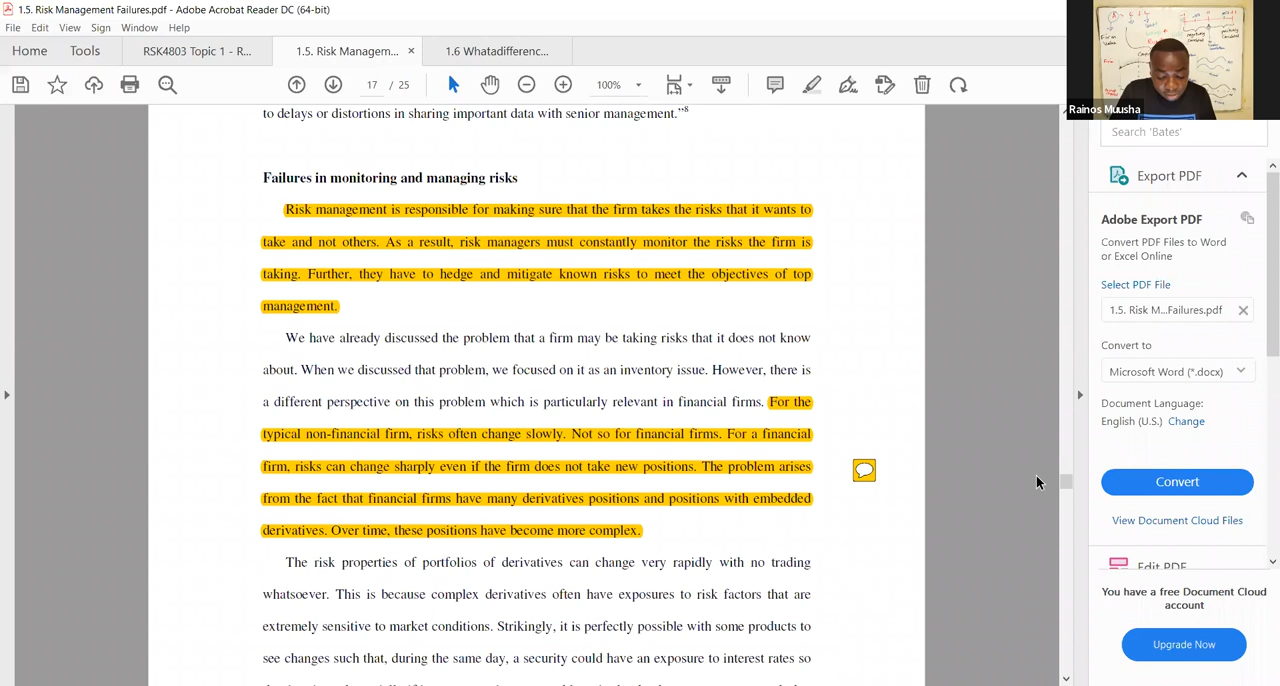 1.5. Risk Management Failures.pdf - Adobe Acrobat Reader DC (64-bit)
File Edit View Sign Window Help
Home Tools RSK4803 Topic 1 - R... 1.5. Risk Managem... × 1.6 Whatadifferenc...
17 / 25 100%
Rainos Muusha
to delays or distortions in sharing important data with senior management.”8
Failures in monitoring and managing risks
Risk management is responsible for making sure that the firm takes the risks that it wants to
take and not others. As a result, risk managers must constantly monitor the risks the firm is
taking. Further, they have to hedge and mitigate known risks to meet the objectives of top
management.
We have already discussed the problem that a firm may be taking risks that it does not know
about. When we discussed that problem, we focused on it as an inventory issue. However, there is
a different perspective on this problem which is particularly relevant in financial firms. For the
typical non-financial firm, risks often change slowly. Not so for financial firms. For a financial
firm, risks can change sharply even if the firm does not take new positions. The problem arises
from the fact that financial firms have many derivatives positions and positions with embedded
derivatives. Over time, these positions have become more complex.
The risk properties of portfolios of derivatives can change very rapidly with no trading
whatsoever. This is because complex derivatives often have exposures to risk factors that are
extremely sensitive to market conditions. Strikingly, it is perfectly possible with some products to
see changes such that, during the same day, a security could have an exposure to interest rates so
Search 'Bates'
Export PDF
Adobe Export PDF
Convert PDF Files to Word
or Excel Online
Select PDF File
1.5. Risk M...Failures.pdf
Convert to
Microsoft Word (*.docx)
Document Language:
English (U.S.) Change
Convert
View Document Cloud Files
Edit PDF
You have a free Document Cloud
account
Upgrade Now